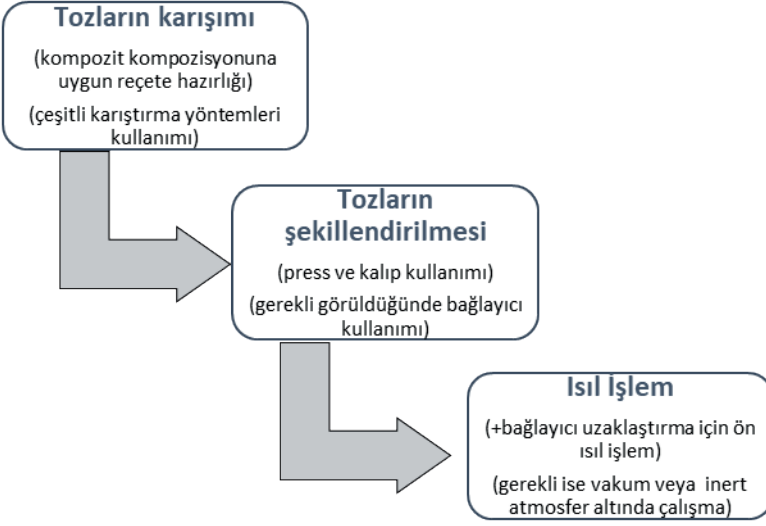 Tozların karışımı
(kompozit kompozisyonuna
uygun reçete hazırlığı)
(çeşitli karıştırma yöntemleri
kullanımı)
Tozların
şekillendirilmesi
(press ve kalıp kullanımı)
(gerekli görüldüğünde bağlayıcı
kullanımı)
Isıl İşlem
(+bağlayıcı uzaklaştırma için ön
ısıl işlem)
(gerekli ise vakum veya inert
atmosfer altında çalışma)